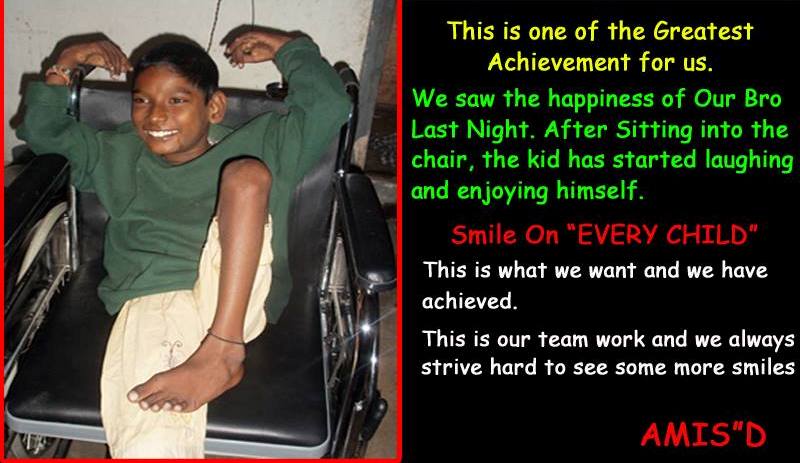 This is one of the Greatest
Achievement for us.
We saw the happiness of Our Bro
Last Night. After Sitting into the
chair, the kid has started laughing
and enjoying himself.
Smile On “EVERY CHILD”
This is what we want and we have
achieved.
This is our team work and we always
strive hard to see some more smiles
AMIS”D